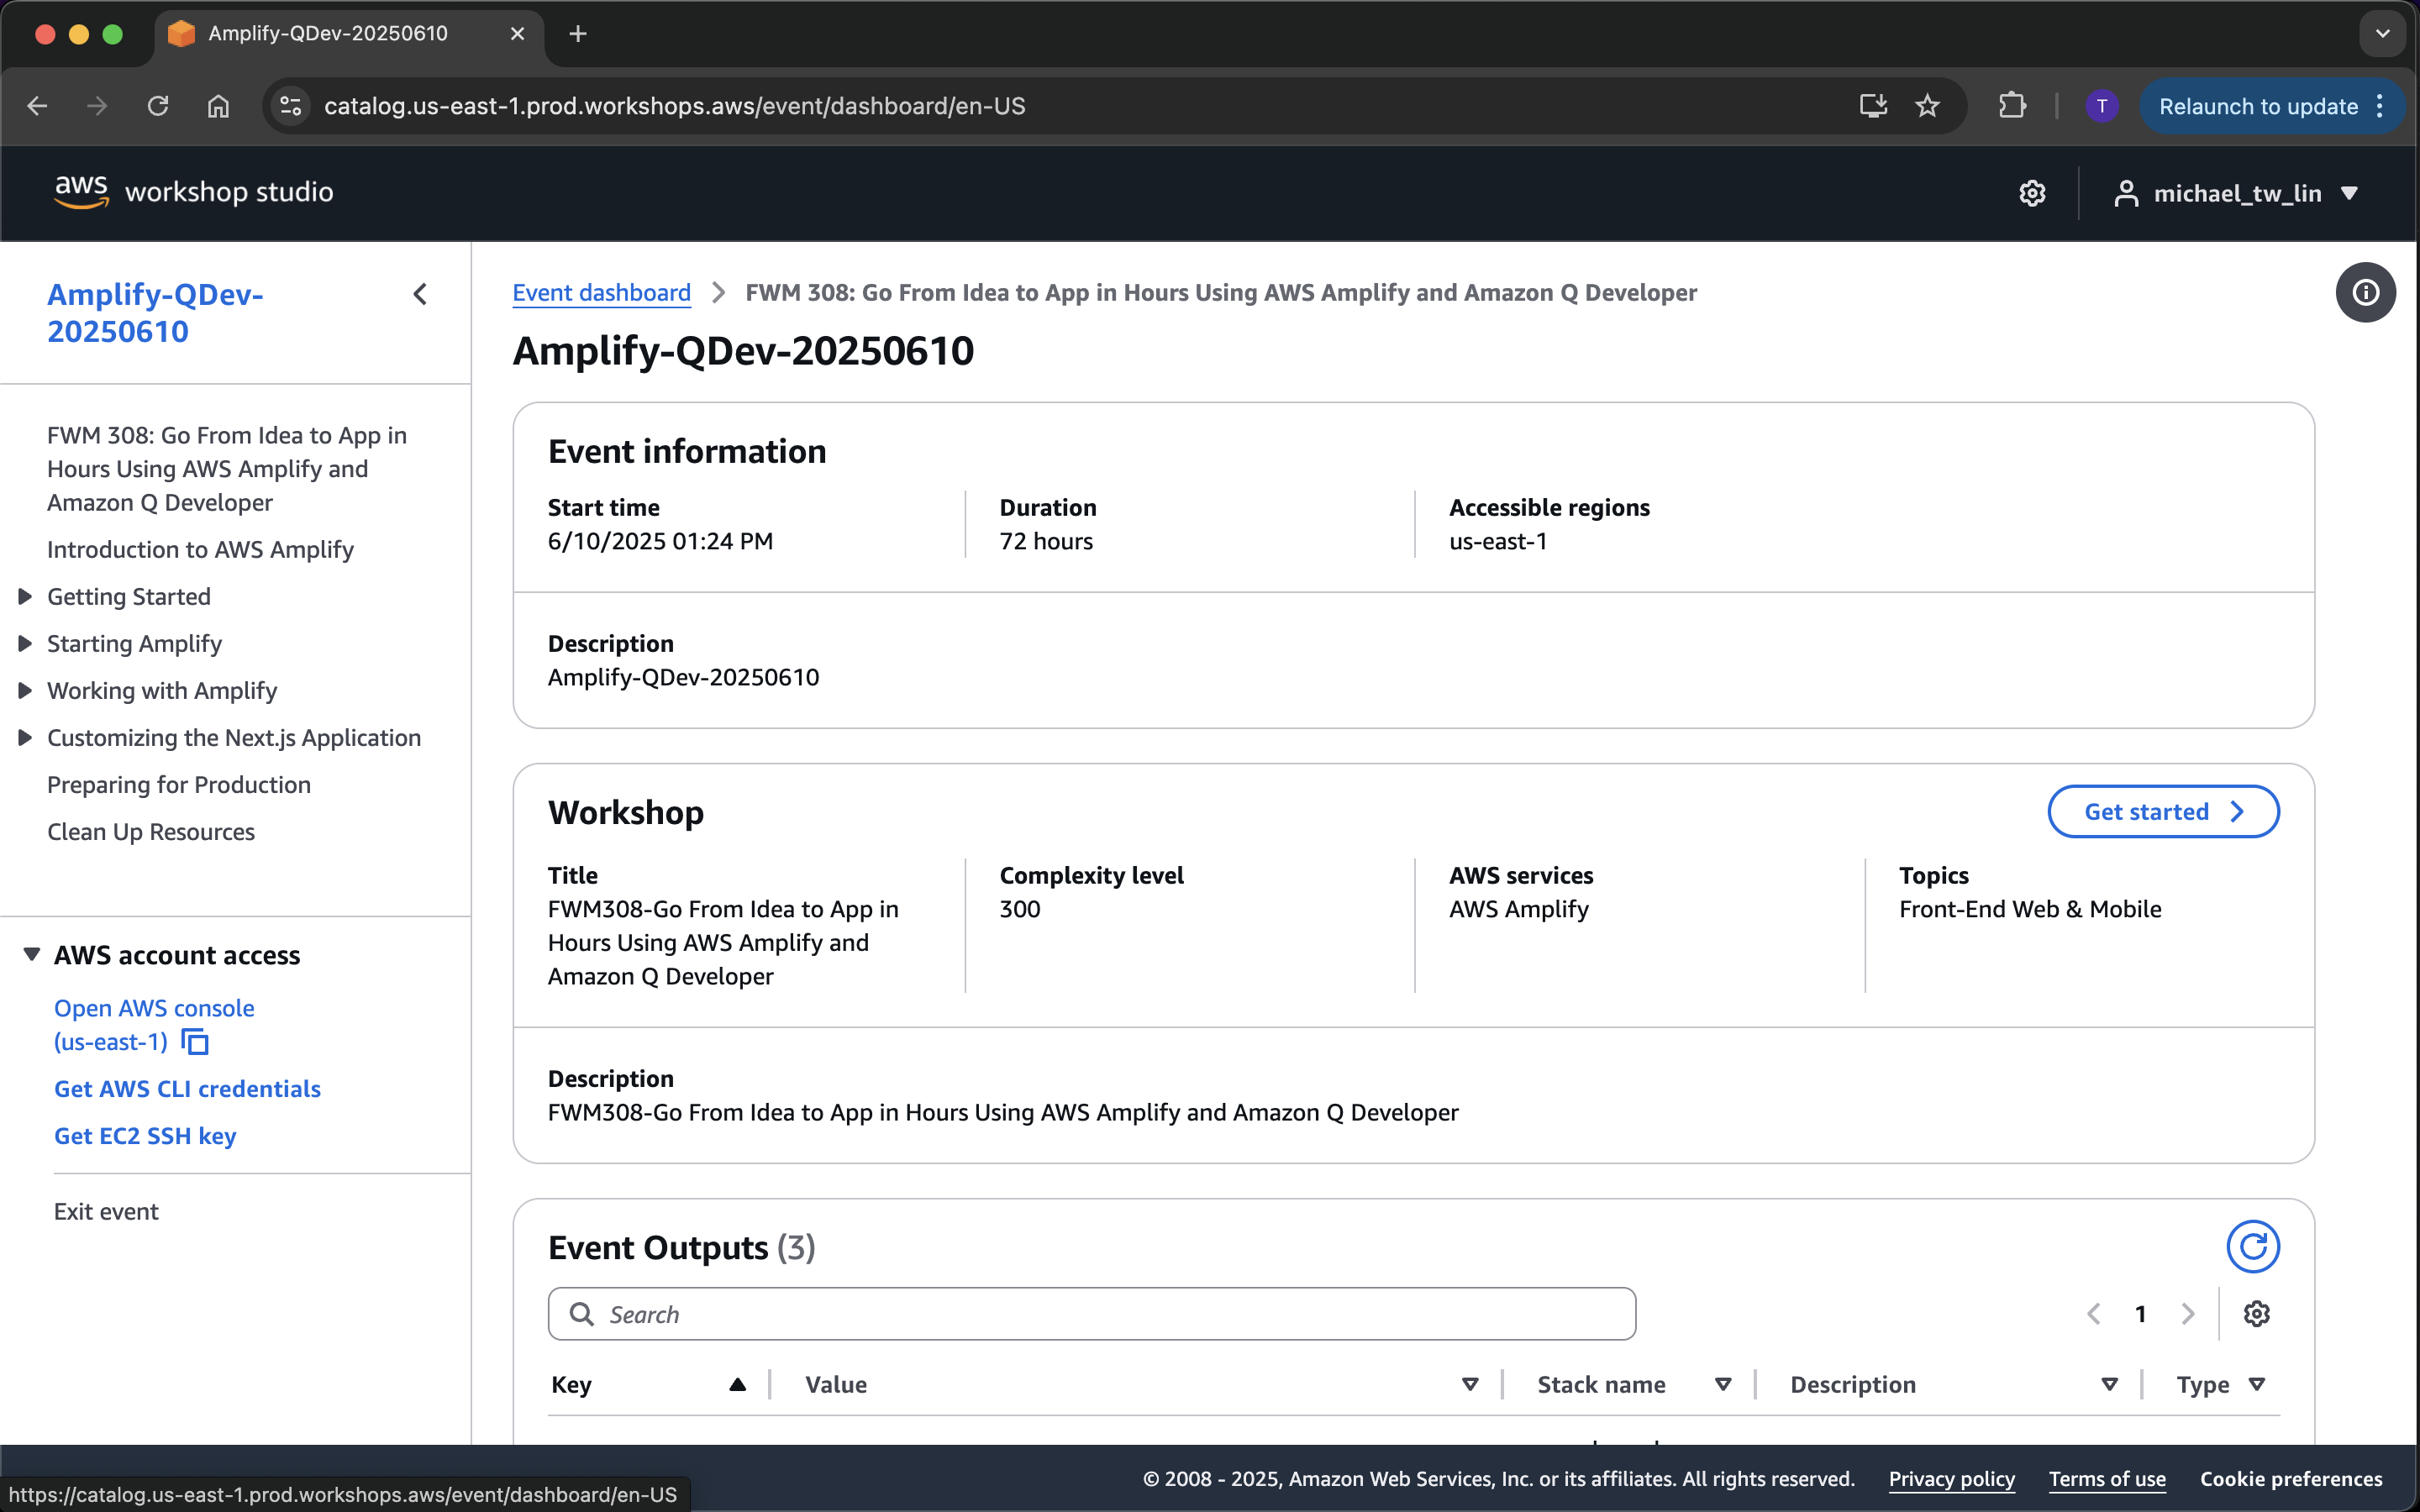 Amplify-QDev-20250610
catalog.us-east-1.prod.workshops.aws/event/dashboard/en-US
T
Relaunch to update
aws workshop studio
michael_tw_lin
Amplify-QDev-
20250610
FWM 308: Go From Idea to App in
Hours Using AWS Amplify and
Amazon Q Developer
Introduction to AWS Amplify
Getting Started
Starting Amplify
Working with Amplify
Customizing the Next.js Application
Preparing for Production
Clean Up Resources
AWS account access
Open AWS console
(us-east-1)
Get AWS CLI credentials
Get EC2 SSH key
Exit event
Event dashboard
FWM 308: Go From Idea to App in Hours Using AWS Amplify and Amazon Q Developer
Amplify-QDev-20250610
Event information
Start time
6/10/2025 01:24 PM
Duration
72 hours
Accessible regions
us-east-1
Description
Amplify-QDev-20250610
Workshop
Get started
Title
FWM308-Go From Idea to App in
Hours Using AWS Amplify and
Amazon Q Developer
Complexity level
300
AWS services
AWS Amplify
Topics
Front-End Web & Mobile
Description
FWM308-Go From Idea to App in Hours Using AWS Amplify and Amazon Q Developer
Event Outputs (3)
Search
1
Key
Value
Stack name
Description
Type
© 2008 - 2025, Amazon Web Services, Inc. or its affiliates. All rights reserved.
Privacy policy
Terms of use
Cookie preferences
https://catalog.us-east-1.prod.workshops.aws/event/dashboard/en-US